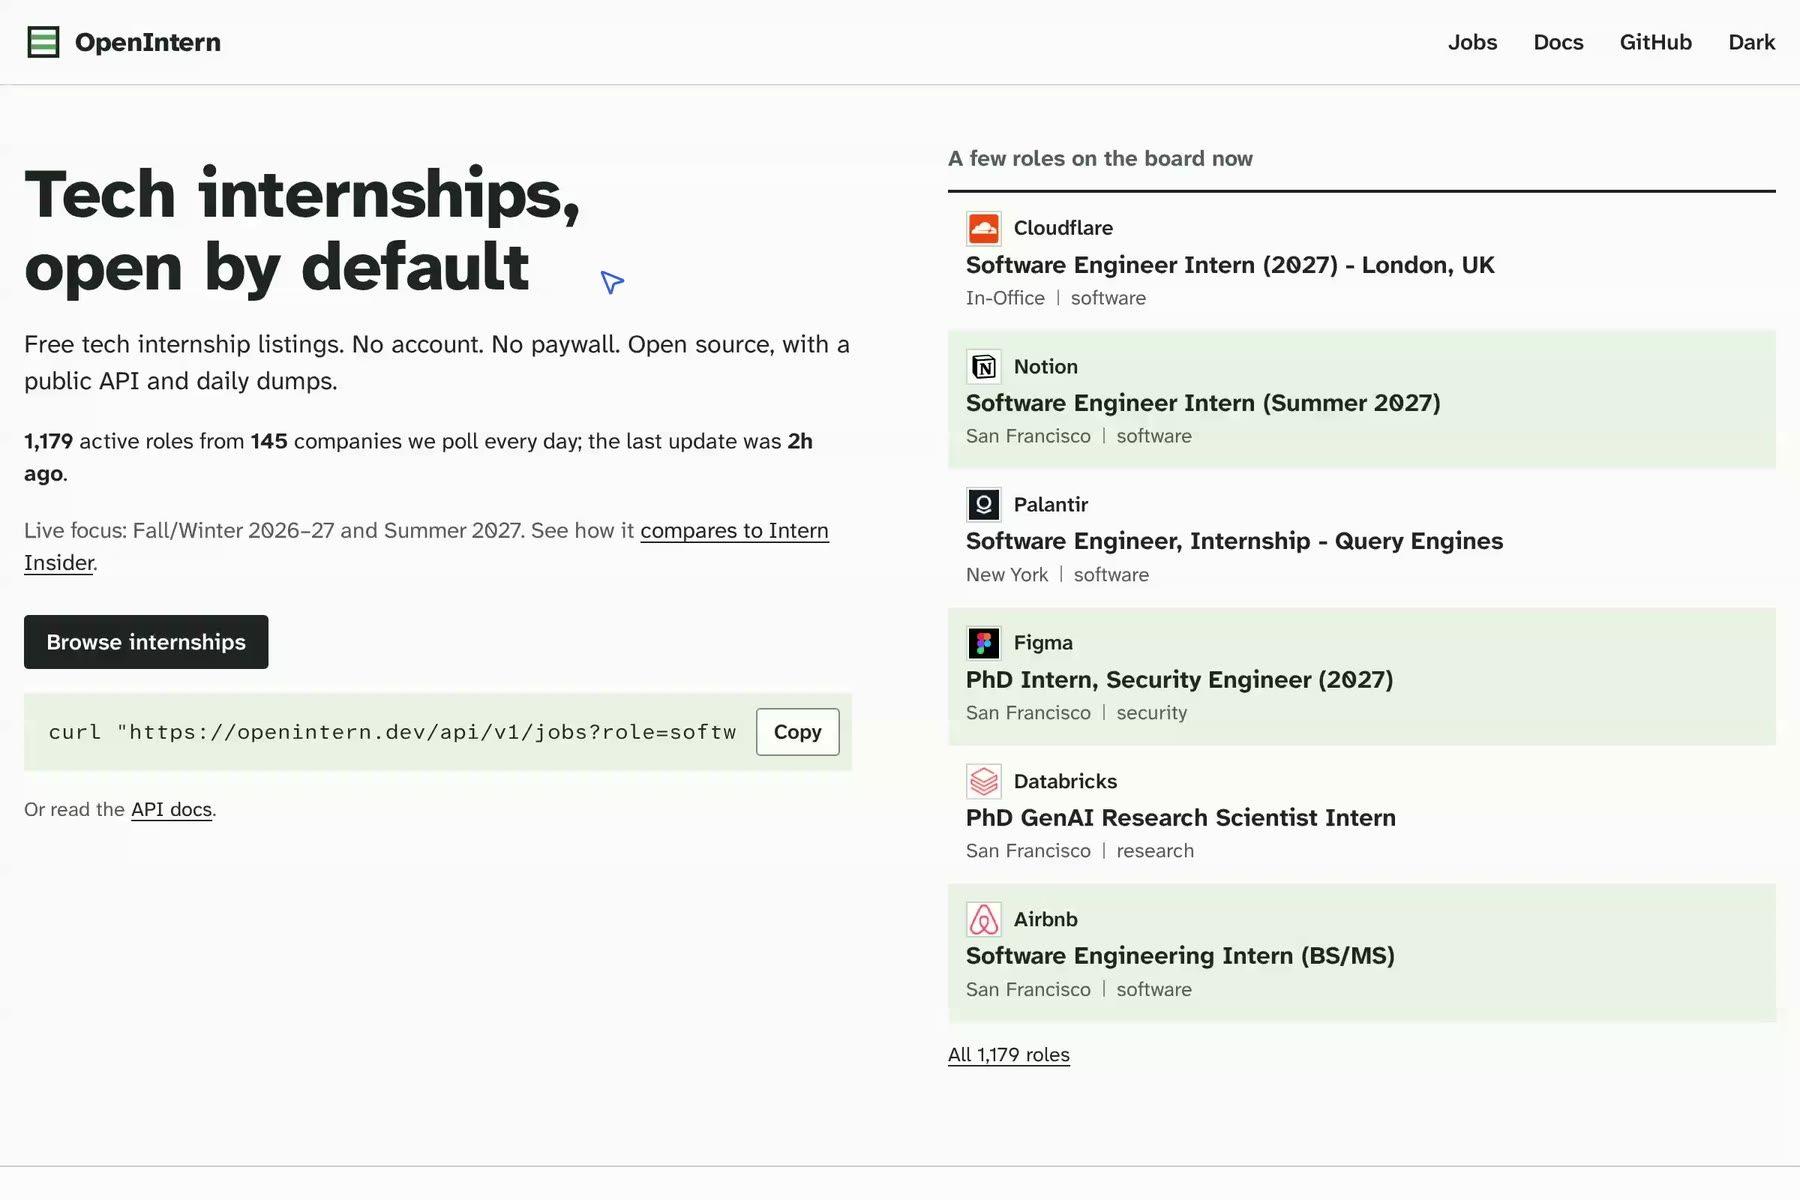 OpenIntern
Jobs
Docs
GitHub
Dark
Tech internships,
open by default
Free tech internship listings. No account. No paywall. Open source, with a
public API and daily dumps.
1,179 active roles from 145 companies we poll every day; the last update was 2h
ago.
Live focus: Fall/Winter 2026–27 and Summer 2027. See how it compares to Intern
Insider.
Browse internships
curl "https://openintern.dev/api/v1/jobs?role=softw
Copy
Or read the API docs.
A few roles on the board now
Cloudflare
Software Engineer Intern (2027) - London, UK
In-Office | software
Notion
Software Engineer Intern (Summer 2027)
San Francisco | software
Palantir
Software Engineer, Internship - Query Engines
New York | software
Figma
PhD Intern, Security Engineer (2027)
San Francisco | security
Databricks
PhD GenAI Research Scientist Intern
San Francisco | research
Airbnb
Software Engineering Intern (BS/MS)
San Francisco | software
All 1,179 roles